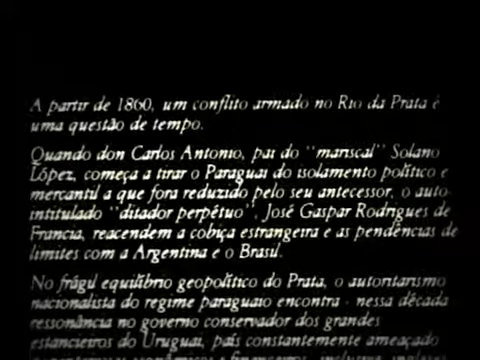 A partir de 1860, um conflito armado no Rio da Prata é
uma questão de tempo.
Quando don Carlos Antonio, pai do "mariscal" Solano
López, começa a tirar o Paraguai do isolamento político e
mercantil a que fora reduzido pelo seu antecessor, o auto-
intitulado "ditador perpétuo", José Gaspar Rodrigues de
Francia, reacendem a cobiça estrangeira e as pendências de
limites com a Argentina e o Brasil.
No frágil equilíbrio geopolítico do Prata, o autoritarismo
nacionalista do regime paraguaio encontra - nessa década
ressonância no governo conservador dos grandes
estancieros do Uruguai, país constantemente ameaçado